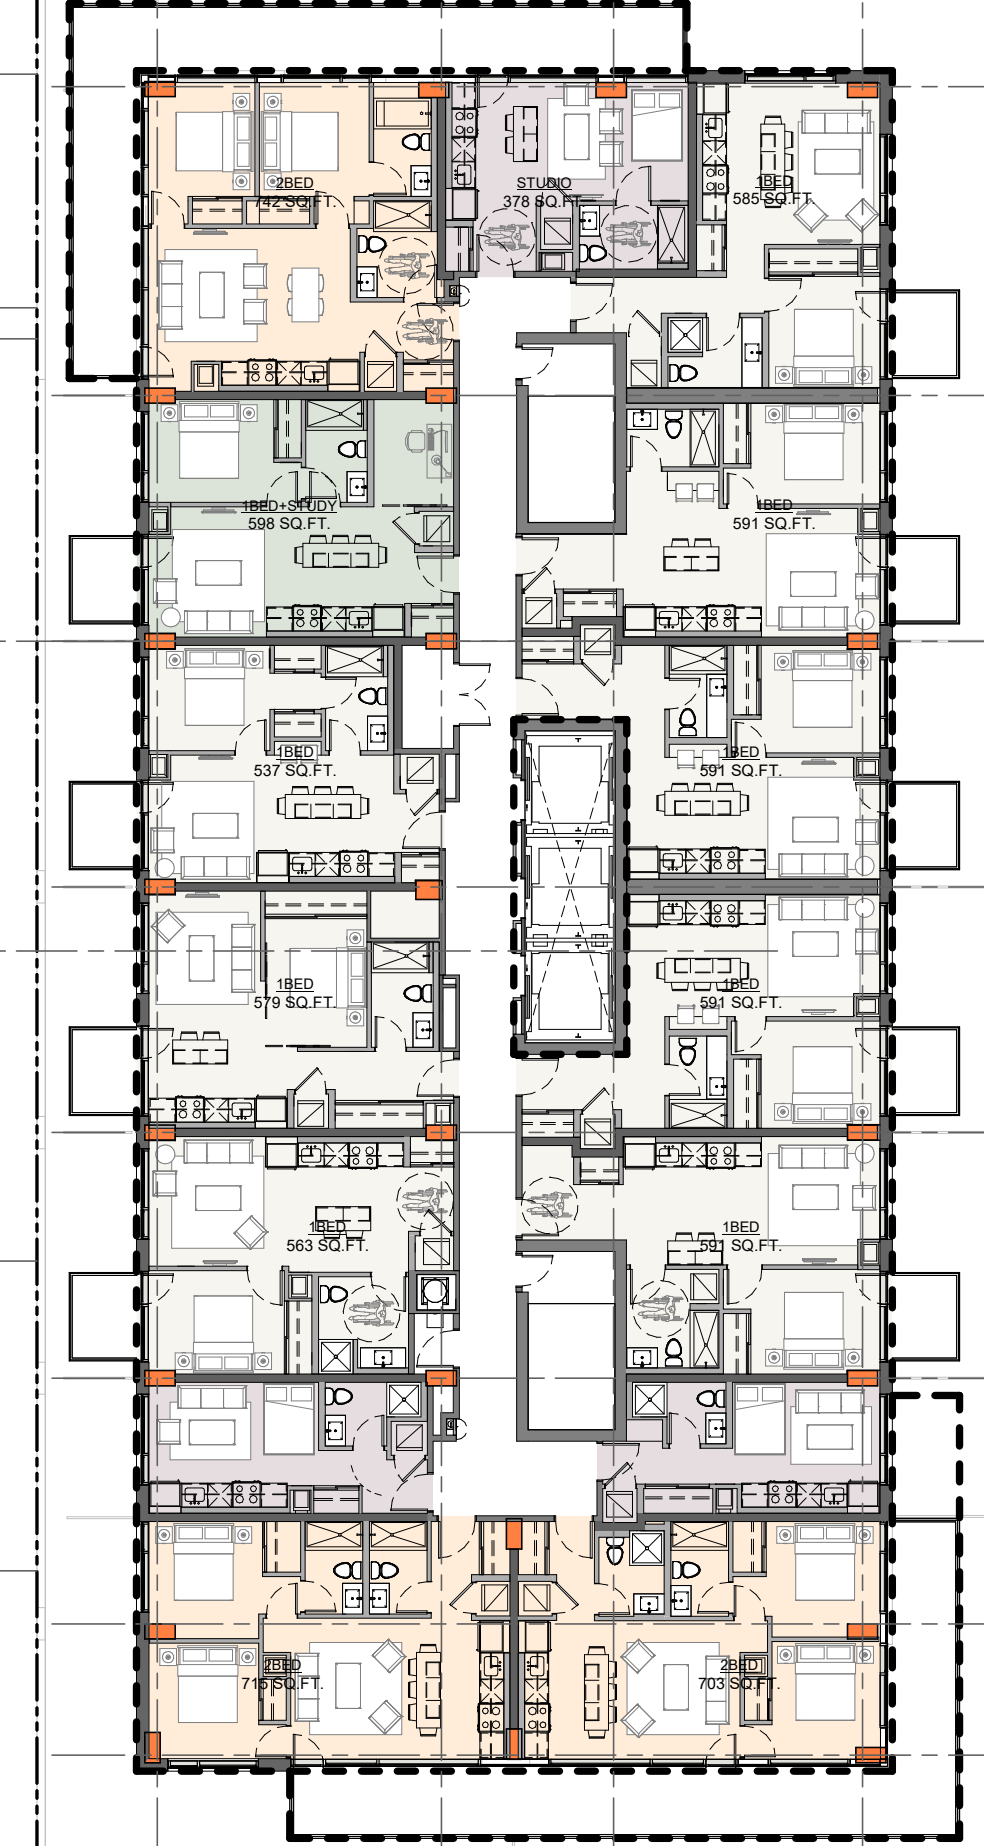 2BED
742 SQ.FT.
STUDIO
378 SQ.FT.
1BED
585 SQ.FT.
1BED+STUDY
598 SQ.FT.
1BED
591 SQ.FT.
1BED
537 SQ.FT.
1BED
591 SQ.FT.
1BED
579 SQ.FT.
1BED
591 SQ.FT.
1BED
563 SQ.FT.
1BED
591 SQ.FT.
2BED
715 SQ.FT.
2BED
703 SQ.FT.